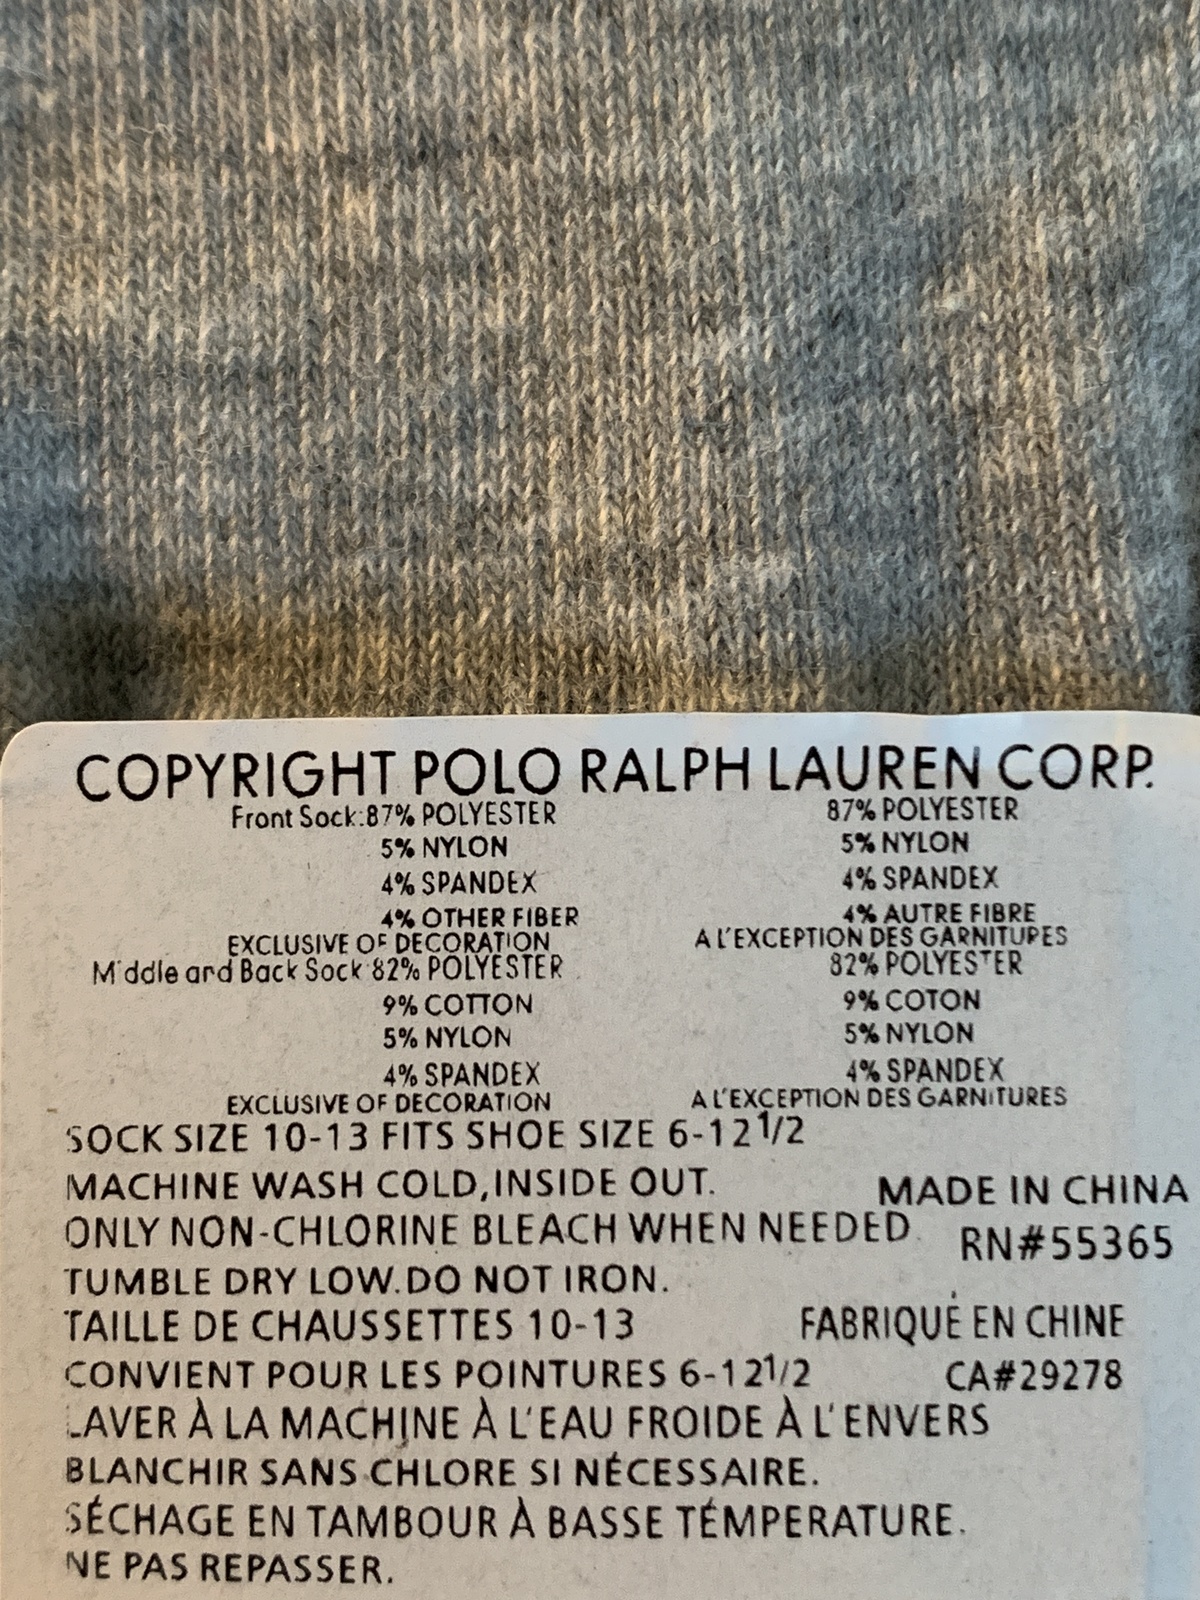 COPYRIGHT POLO RALPH LAUREN CORP.
Front Sock:87% POLYESTER 87% POLYESTER
5% NYLON 5% NYLON
4% SPANDEX 4% SPANDEX
4% OTHER FIBER 4% AUTRE FIBRE
EXCLUSIVE OF DECORATION A L'EXCEPTION DES GARNITURES
Middle and Back Sock:82% POLYESTER 82% POLYESTER
9% COTTON 9% COTON
5% NYLON 5% NYLON
4% SPANDEX 4% SPANDEX
EXCLUSIVE OF DECORATION A L'EXCEPTION DES GARNITURES
SOCK SIZE 10-13 FITS SHOE SIZE 6-12 1/2
MACHINE WASH COLD,INSIDE OUT. MADE IN CHINA
ONLY NON-CHLORINE BLEACH WHEN NEEDED RN#55365
TUMBLE DRY LOW.DO NOT IRON.
TAILLE DE CHAUSSETTES 10-13 FABRIQUÉ EN CHINE
CONVIENT POUR LES POINTURES 6-12 1/2 CA#29278
LAVER À LA MACHINE À L'EAU FROIDE À L'ENVERS
BLANCHIR SANS CHLORE SI NÉCESSAIRE.
SÉCHAGE EN TAMBOUR À BASSE TÉMPERATURE.
NE PAS REPASSER.